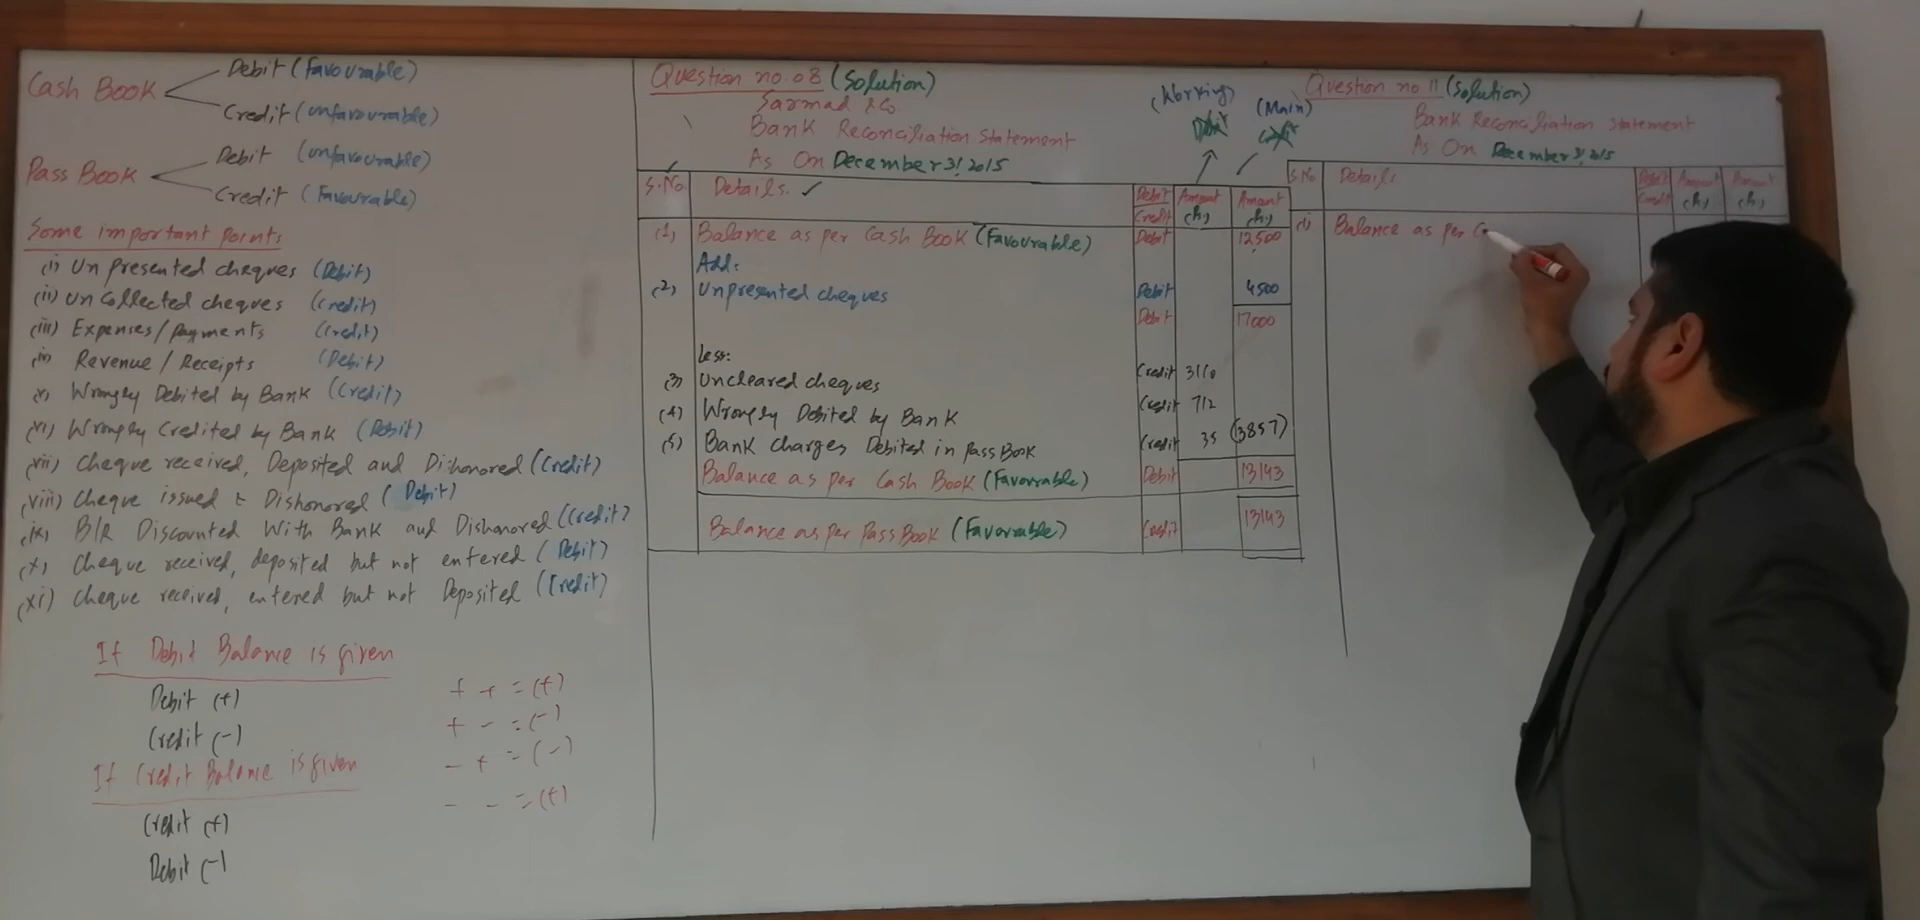 Cash Book
Debit (Favourable)
Credit (unfavourable)
Pass Book
Debit (unfavourable)
Credit (Favourable)
Some important points
(i) Un presented cheques (Debit)
(ii) Un Collected cheques (Credit)
(iii) Expenses/Payments (Credit)
(iv) Revenue/Receipts (Debit)
(v) Wrongly Debited by Bank (Credit)
(vi) Wrongly Credited by Bank (Debit)
(vii) Cheque received, Deposited and Dishonored (Credit)
(viii) Cheque issued & Dishonored (Debit)
(ix) B/R Discounted With Bank and Dishonored (Credit)
(x) Cheque received, deposited but not entered (Debit)
(xi) Cheque received, entered but not Deposited (Credit)
If Debit Balance is given
Debit (+)
Credit (-)
If Credit Balance is given
Credit (+)
Debit (-)
+ + = (+)
+ - = (-)
- + = (-)
- - = (+)
Question no. 08 (Solution)
Sarmad & Co
Bank Reconciliation Statement
As On December 31, 2015
(Working)
(Main)
S.No Details Debit Credit Amount (Rs) Amount (Rs)
(1) Balance as per Cash Book (Favourable) Debit 12500
Add:
(2) Unpresented cheques Debit 4500
Debit 17000
Less:
(3) Uncleared cheques Credit 3110
(4) Wrongly Debited by Bank Credit 712
(5) Bank Charges Debited in Pass Book Credit 35 (3857)
Balance as per Cash Book (Favourable) Debit 13143
Balance as per Pass Book (Favourable) Credit 13143
Question no 11 (Solution)
Bank Reconciliation Statement
As On December 31, 2015
S.No Details Debit Credit Amount (Rs) Amount (Rs)
(1) Balance as per C